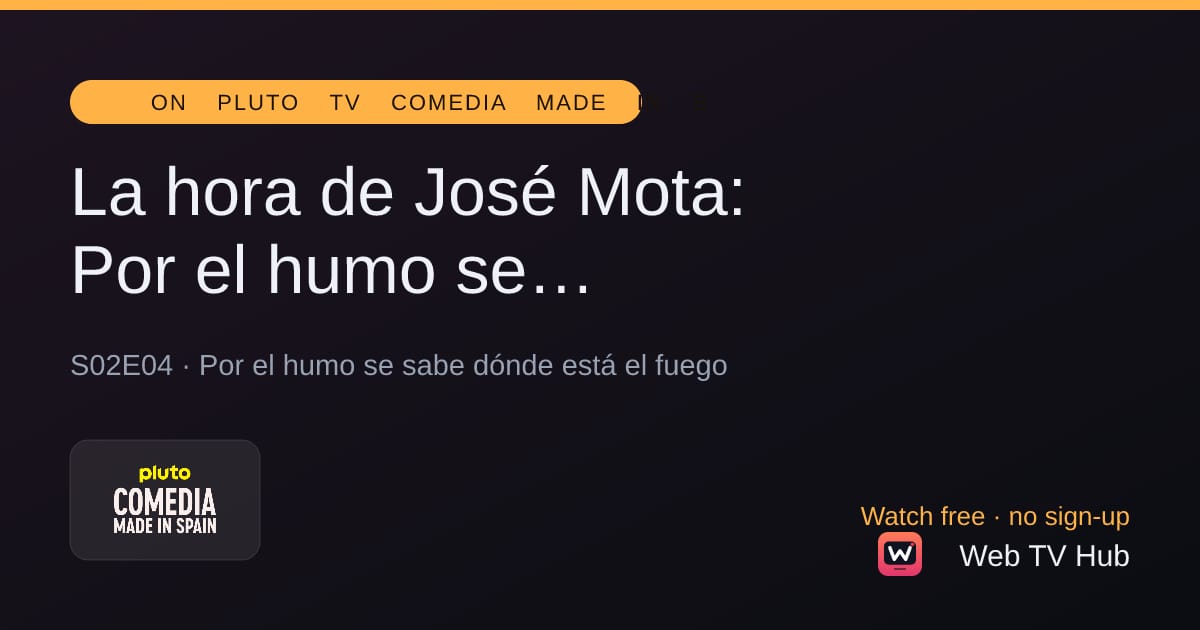 ON PLUTO TV COMEDIA MADE
La hora de José Mota:
Por el humo se…
S02E04 · Por el humo se sabe dónde está el fuego
pluto
COMEDIA
MADE IN SPAIN
Watch free · no sign-up
W
Web TV Hub